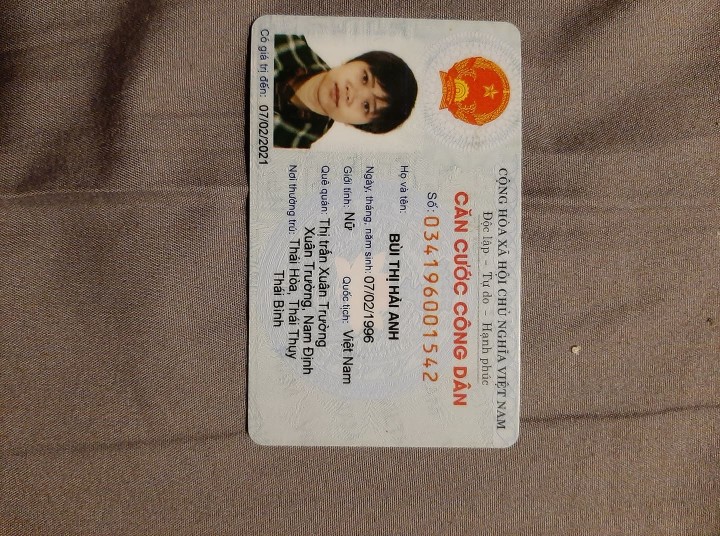 CỘNG HÒA XÃ HỘI CHỦ NGHĨA VIỆT NAM
Độc lập - Tự do - Hạnh phúc
CĂN CƯỚC CÔNG DÂN
Số: 034196001542
Họ và tên:
BÙI THỊ HẢI ANH
Ngày, tháng, năm sinh: 07/02/1996
Giới tính: Nữ Quốc tịch: Việt Nam
Quê quán: Thị trấn Xuân Trường
Xuân Trường, Nam Định
Nơi thường trú: Thái Hòa, Thái Thụy
Thái Bình
Có giá trị đến: 07/02/2021